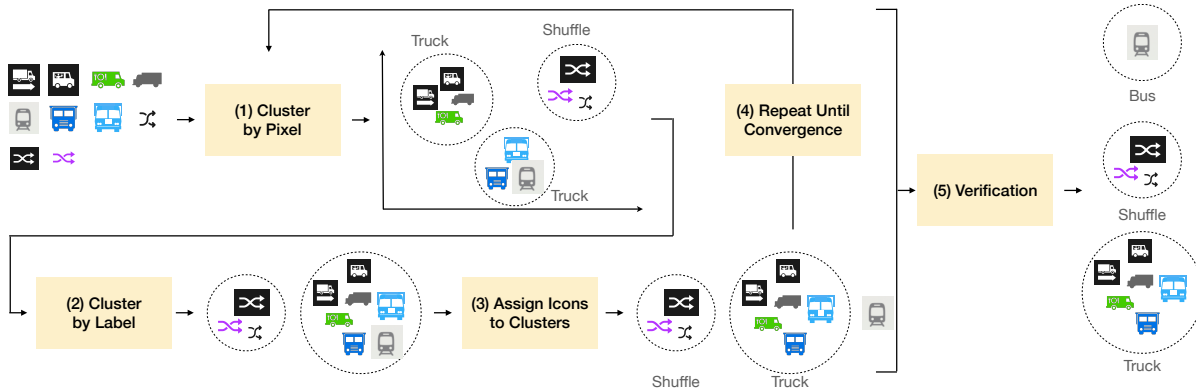 Truck
Shuffle
(1) Cluster
by Pixel
Truck
(4) Repeat Until
Convergence
Bus
(5) Verification
Shuffle
(2) Cluster
by Label
(3) Assign Icons
to Clusters
Shuffle
Truck
Truck